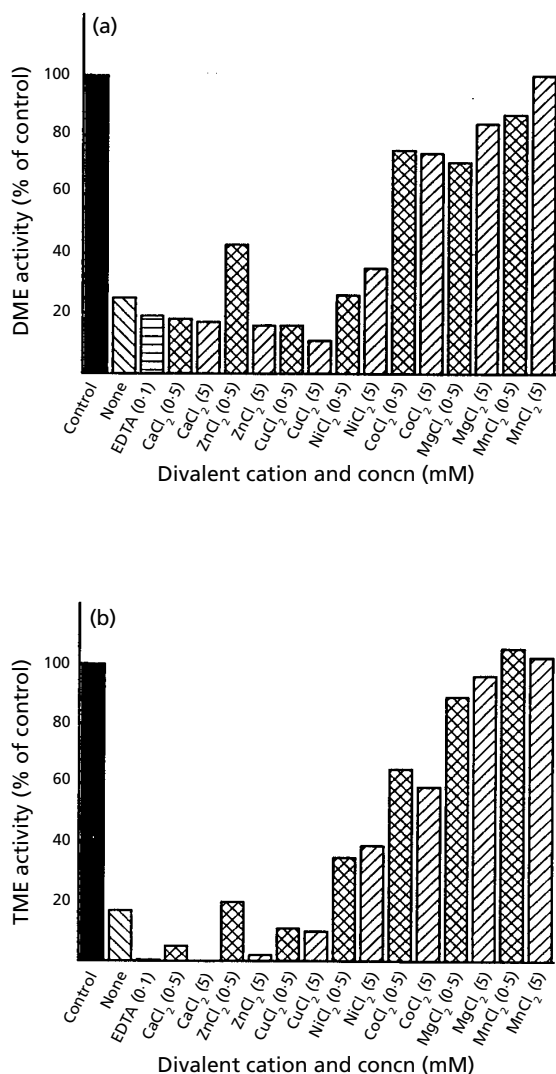 (a)
DME activity (% of control)
100
80
60
40
20
Control
None
EDTA (0·1)
CaCl₂ (0·5)
CaCl₂ (5)
ZnCl₂ (0·5)
ZnCl₂ (5)
CuCl₂ (0·5)
CuCl₂ (5)
NiCl₂ (0·5)
NiCl₂ (5)
CoCl₂ (0·5)
CoCl₂ (5)
MgCl₂ (0·5)
MgCl₂ (5)
MnCl₂ (0·5)
MnCl₂ (5)
Divalent cation and concn (mM)
(b)
TME activity (% of control)
100
80
60
40
20
Control
None
EDTA (0·1)
CaCl₂ (0·5)
CaCl₂ (5)
ZnCl₂ (0·5)
ZnCl₂ (5)
CuCl₂ (0·5)
CuCl₂ (5)
NiCl₂ (0·5)
NiCl₂ (5)
CoCl₂ (0·5)
CoCl₂ (5)
MgCl₂ (0·5)
MgCl₂ (5)
MnCl₂ (0·5)
MnCl₂ (5)
Divalent cation and concn (mM)